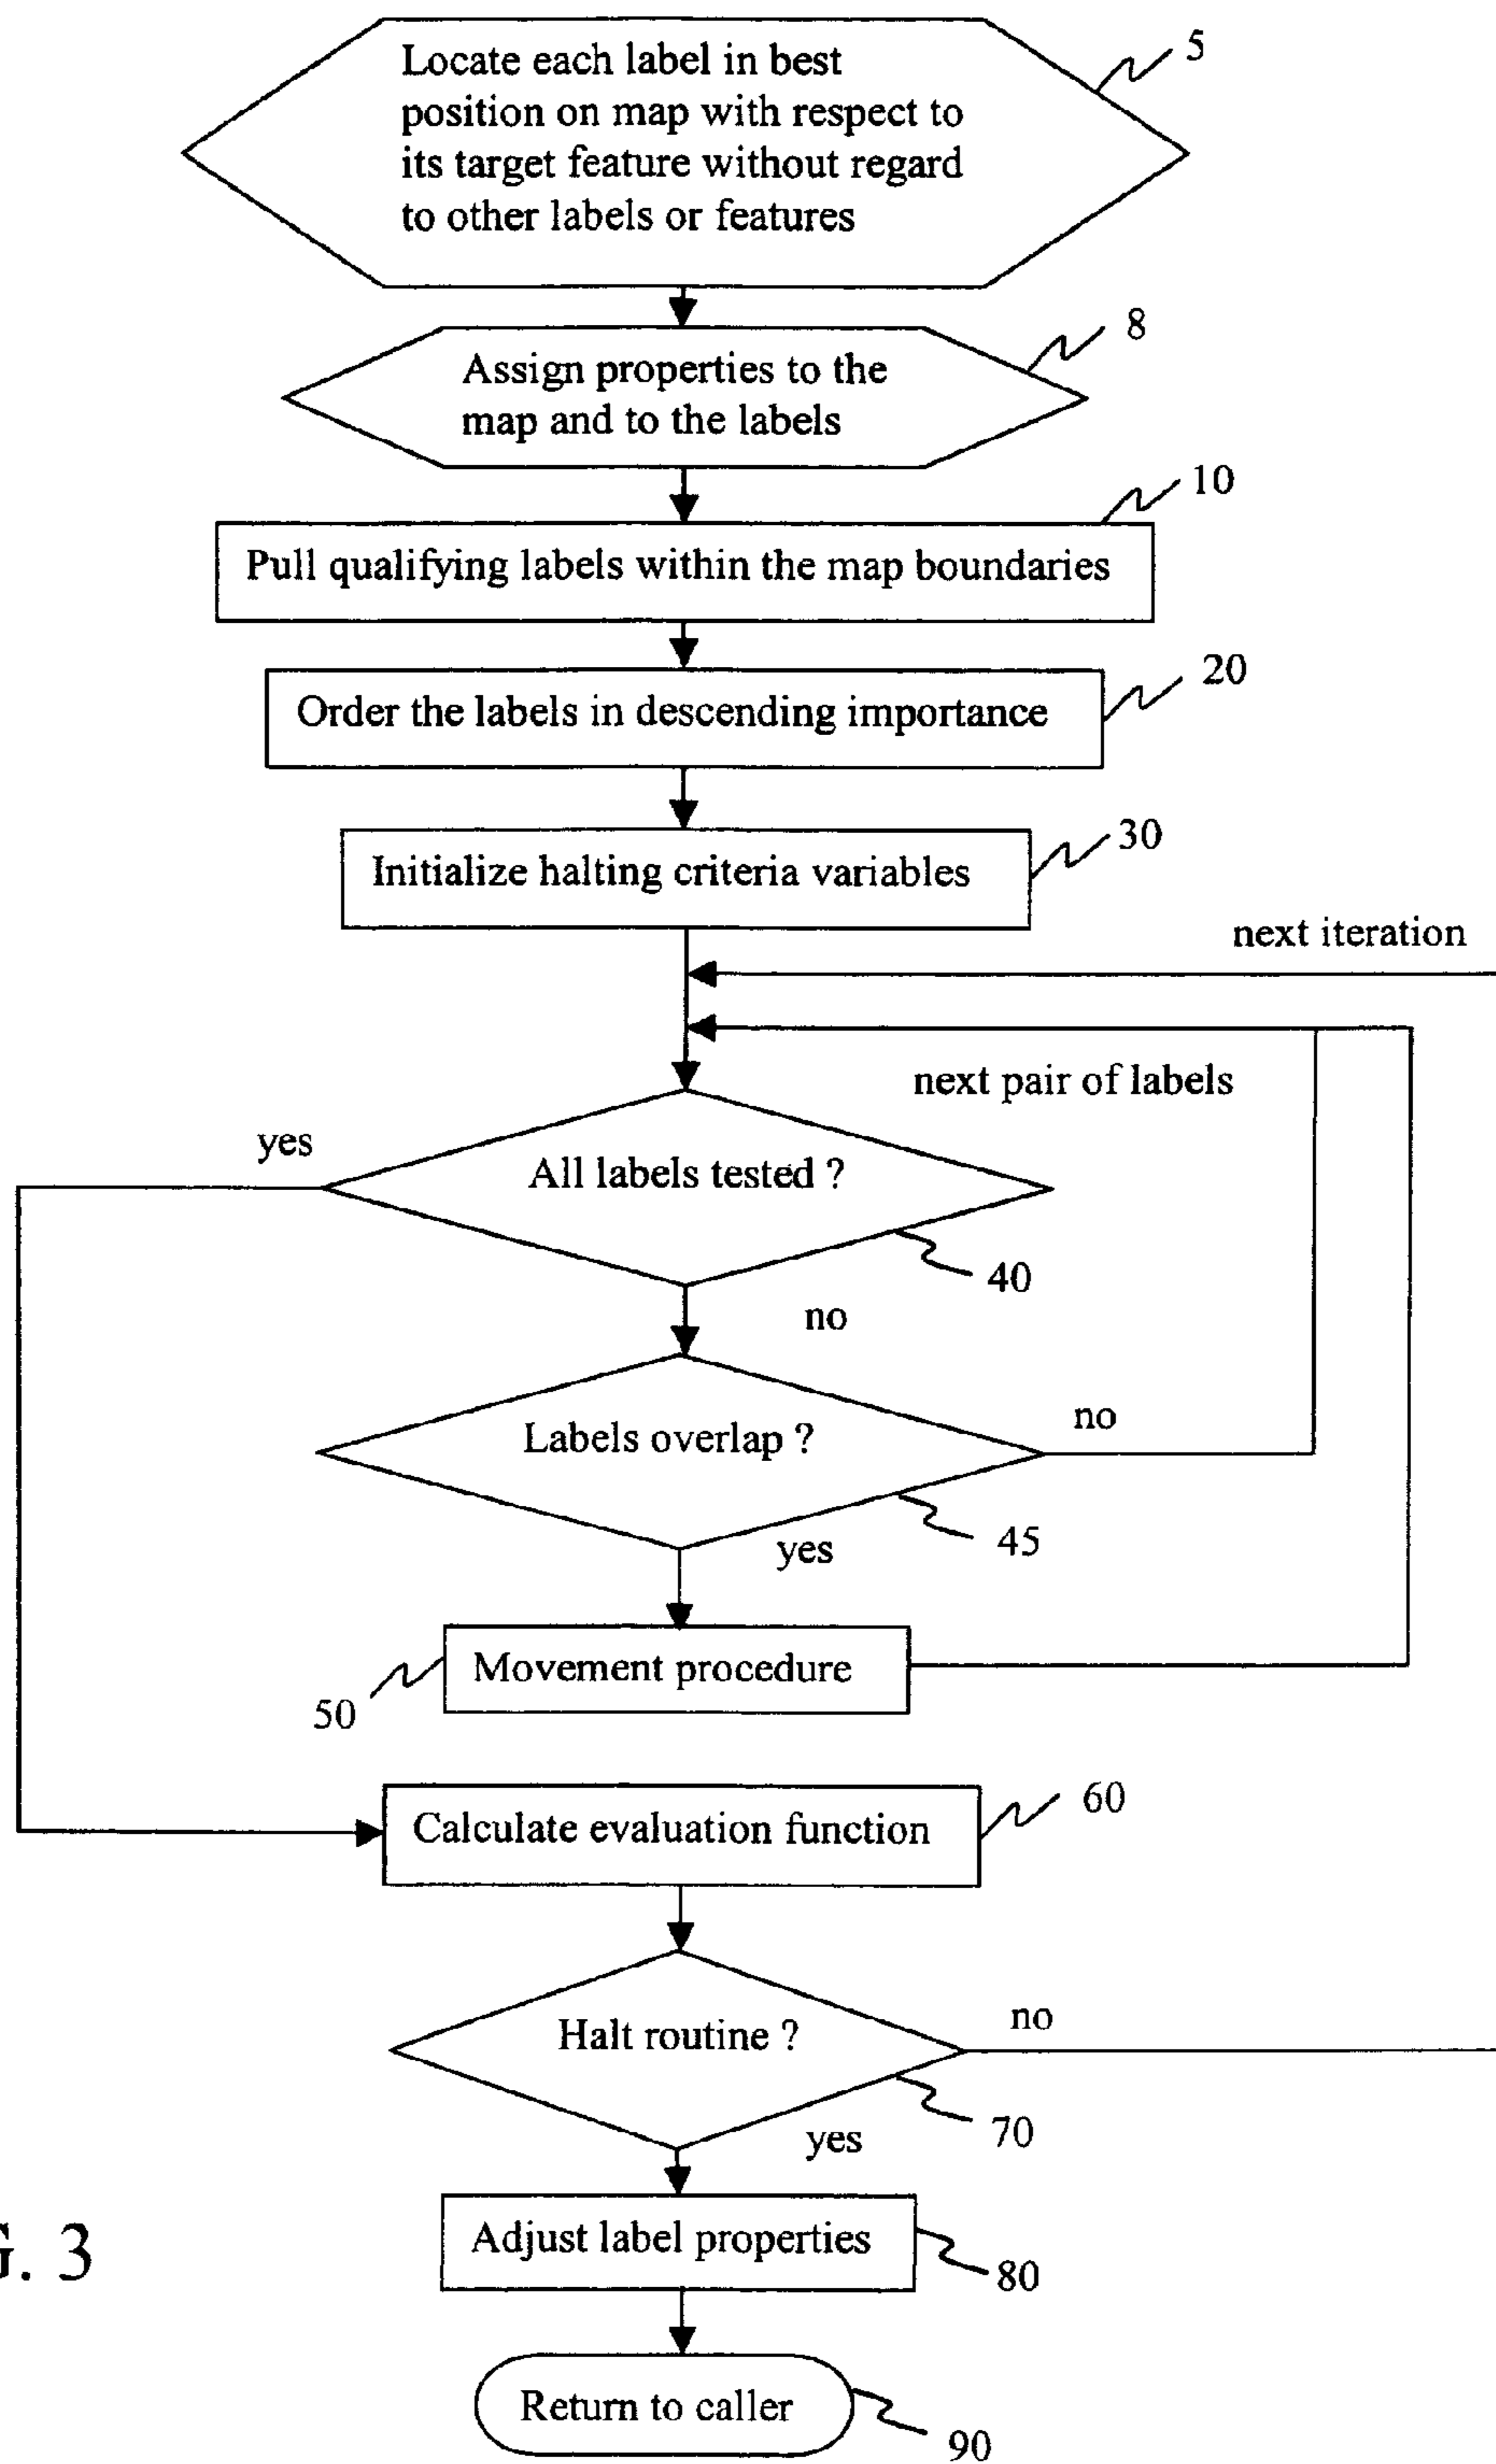 Locate each label in best
position on map with respect to
its target feature without regard
to other labels or features
5
Assign properties to the
map and to the labels
8
Pull qualifying labels within the map boundaries
10
Order the labels in descending importance
20
Initialize halting criteria variables
30
next iteration
next pair of labels
yes
All labels tested ?
40
no
Labels overlap ?
no
45
yes
Movement procedure
50
Calculate evaluation function
60
Halt routine ?
no
70
yes
Adjust label properties
80
G. 3
Return to caller
90